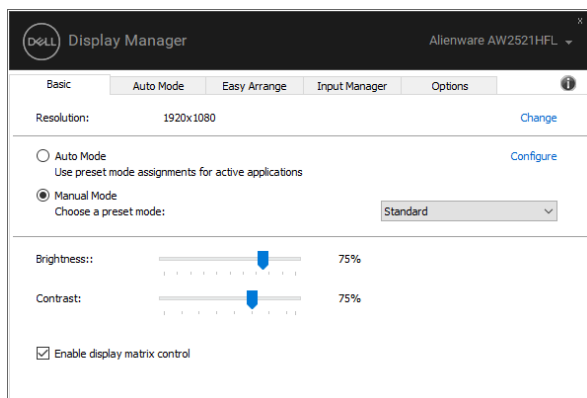 DELL Display Manager Alienware AW2521HFL
x
Basic Auto Mode Easy Arrange Input Manager Options i
Resolution: 1920x1080 Change
Auto Mode Configure
Use preset mode assignments for active applications
Manual Mode
Choose a preset mode: Standard
Brightness:: 75%
Contrast: 75%
Enable display matrix control